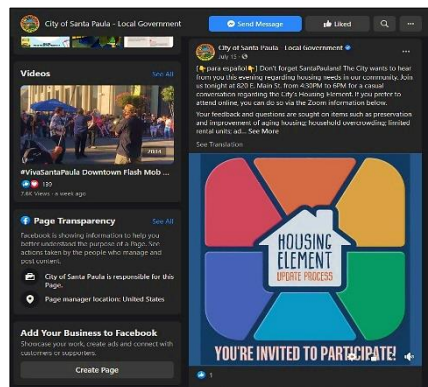 City of Santa Paula - Local Government
Send Message
Liked
Videos
See All
2024
#VivaSantaPaula Downtown Flash Mob ...
130
7.6K Views · a week ago
Page Transparency
See All
Facebook is showing information to help you
better understand the purpose of a Page. See
actions taken by the people who manage and
post content.
City of Santa Paula is responsible for this
Page.
Page manager location: United States
Add Your Business to Facebook
Showcase your work, create ads and connect with
customers or supporters.
Create Page
City of Santa Paula - Local Government
July 15
[para español] Don't forget SantaPaulans! The City wants to hear
from you this evening regarding housing needs in our community. Join
us tonight at 820 E. Main St. from 4:30PM to 6PM for a casual
conversation regarding the City's Housing Element. If you prefer to
attend online, you can do so via the Zoom information below.
Your feedback and questions are sought on items such as preservation
and improvement of aging housing; household overcrowding; limited
rental units; ad... See More
See Translation
HOUSING
ELEMENT
UPDATE PROCESS
YOU'RE INVITED TO PARTICIPATE!
1